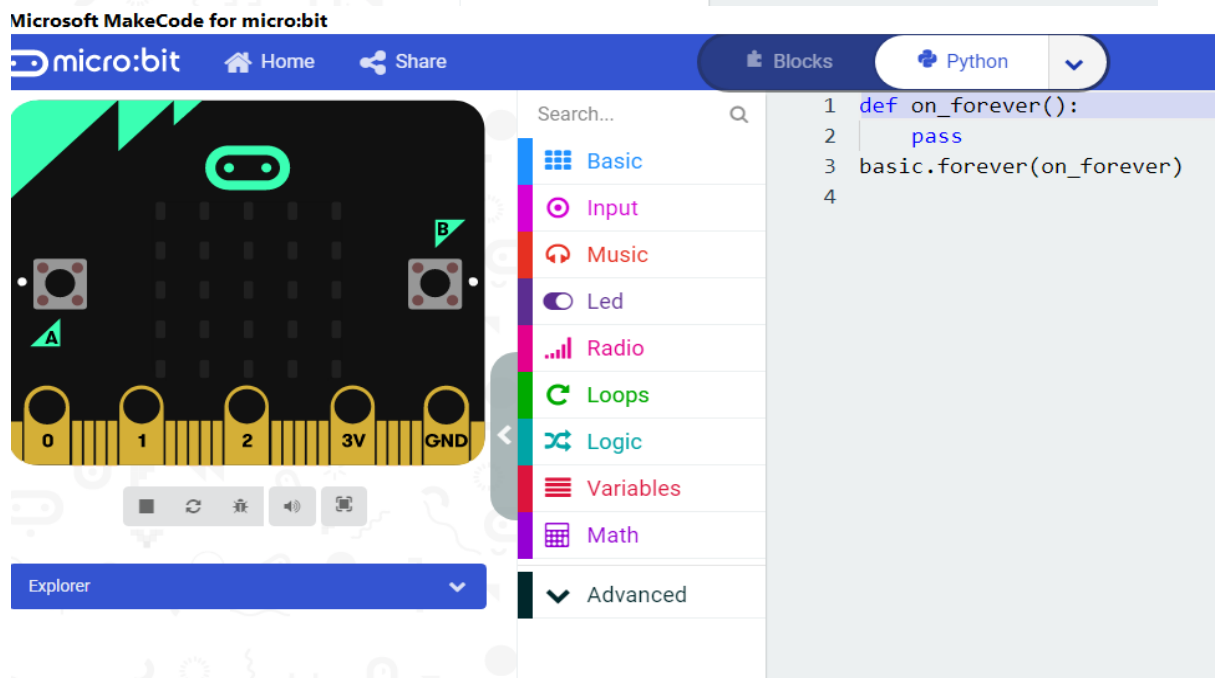 Microsoft MakeCode for micro:bit
micro:bit Home Share Blocks Python
Search...
Basic
Input
Music
Led
Radio
Loops
Logic
Variables
Math
Advanced
B
A
0 1 2 3V GND
Explorer
1 def on_forever():
2 pass
3 basic.forever(on_forever)
4